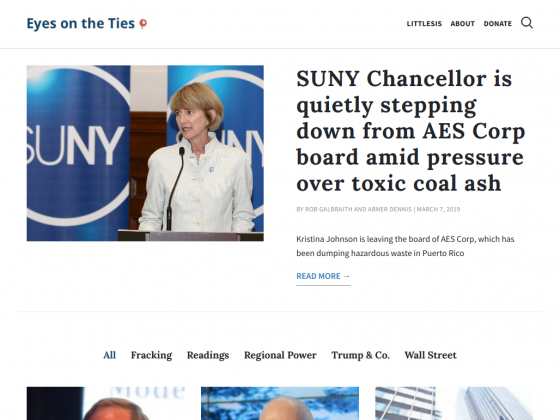 Eyes on the Ties
LITTLESIS ABOUT DONATE
SUNY
SUNY
SUNY Chancellor is
quietly stepping
down from AES Corp
board amid pressure
over toxic coal ash
BY ROB GALBRAITH AND ABNER DENNIS | MARCH 7, 2019
Kristina Johnson is leaving the board of AES Corp, which has
been dumping hazardous waste in Puerto Rico
READ MORE →
All Fracking Readings Regional Power Trump & Co. Wall Street